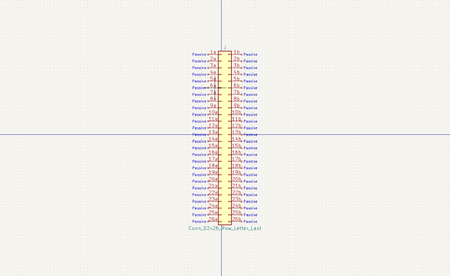 J
Passive 1a 1b Passive
Passive 2a 2b Passive
Passive 3a 3b Passive
Passive 4a 4b Passive
Passive 5a 5b Passive
Passive 6a 6b Passive
Passive 7a 7b Passive
Passive 8a 8b Passive
Passive 9a 9b Passive
Passive 10a 10b Passive
Passive 11a 11b Passive
Passive 12a 12b Passive
Passive 13a 13b Passive
Passive 14a 14b Passive
Passive 15a 15b Passive
Passive 16a 16b Passive
Passive 17a 17b Passive
Passive 18a 18b Passive
Passive 19a 19b Passive
Passive 20a 20b Passive
Passive 21a 21b Passive
Passive 22a 22b Passive
Passive 23a 23b Passive
Passive 24a 24b Passive
Passive 25a 25b Passive
Passive 26a 26b Passive
Conn_02x26_Row_Letter_Last